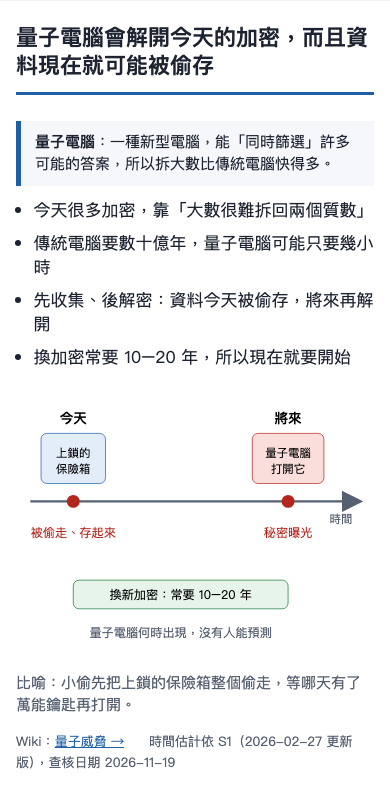 量子電腦會解開今天的加密，而且資
料現在就可能被偷存
量子電腦：一種新型電腦，能「同時篩選」許多
可能的答案，所以拆大數比傳統電腦快得多。
• 今天很多加密，靠「大數很難拆回兩個質數」
• 傳統電腦要數十億年，量子電腦可能只要幾小
時
• 先收集、後解密：資料今天被偷存，將來再解
開
• 換加密常要 10–20 年，所以現在就要開始
今天
將來
上鎖的
保險箱
量子電腦
打開它
時間
被偷走、存起來
秘密曝光
換新加密：常要 10–20 年
量子電腦何時出現，沒有人能預測
比喻：小偷先把上鎖的保險箱整個偷走，等哪天有了
萬能鑰匙再打開。
Wiki：量子威脅 → 時間估計依 S1（2026-02-27 更新
版），查核日期 2026-11-19